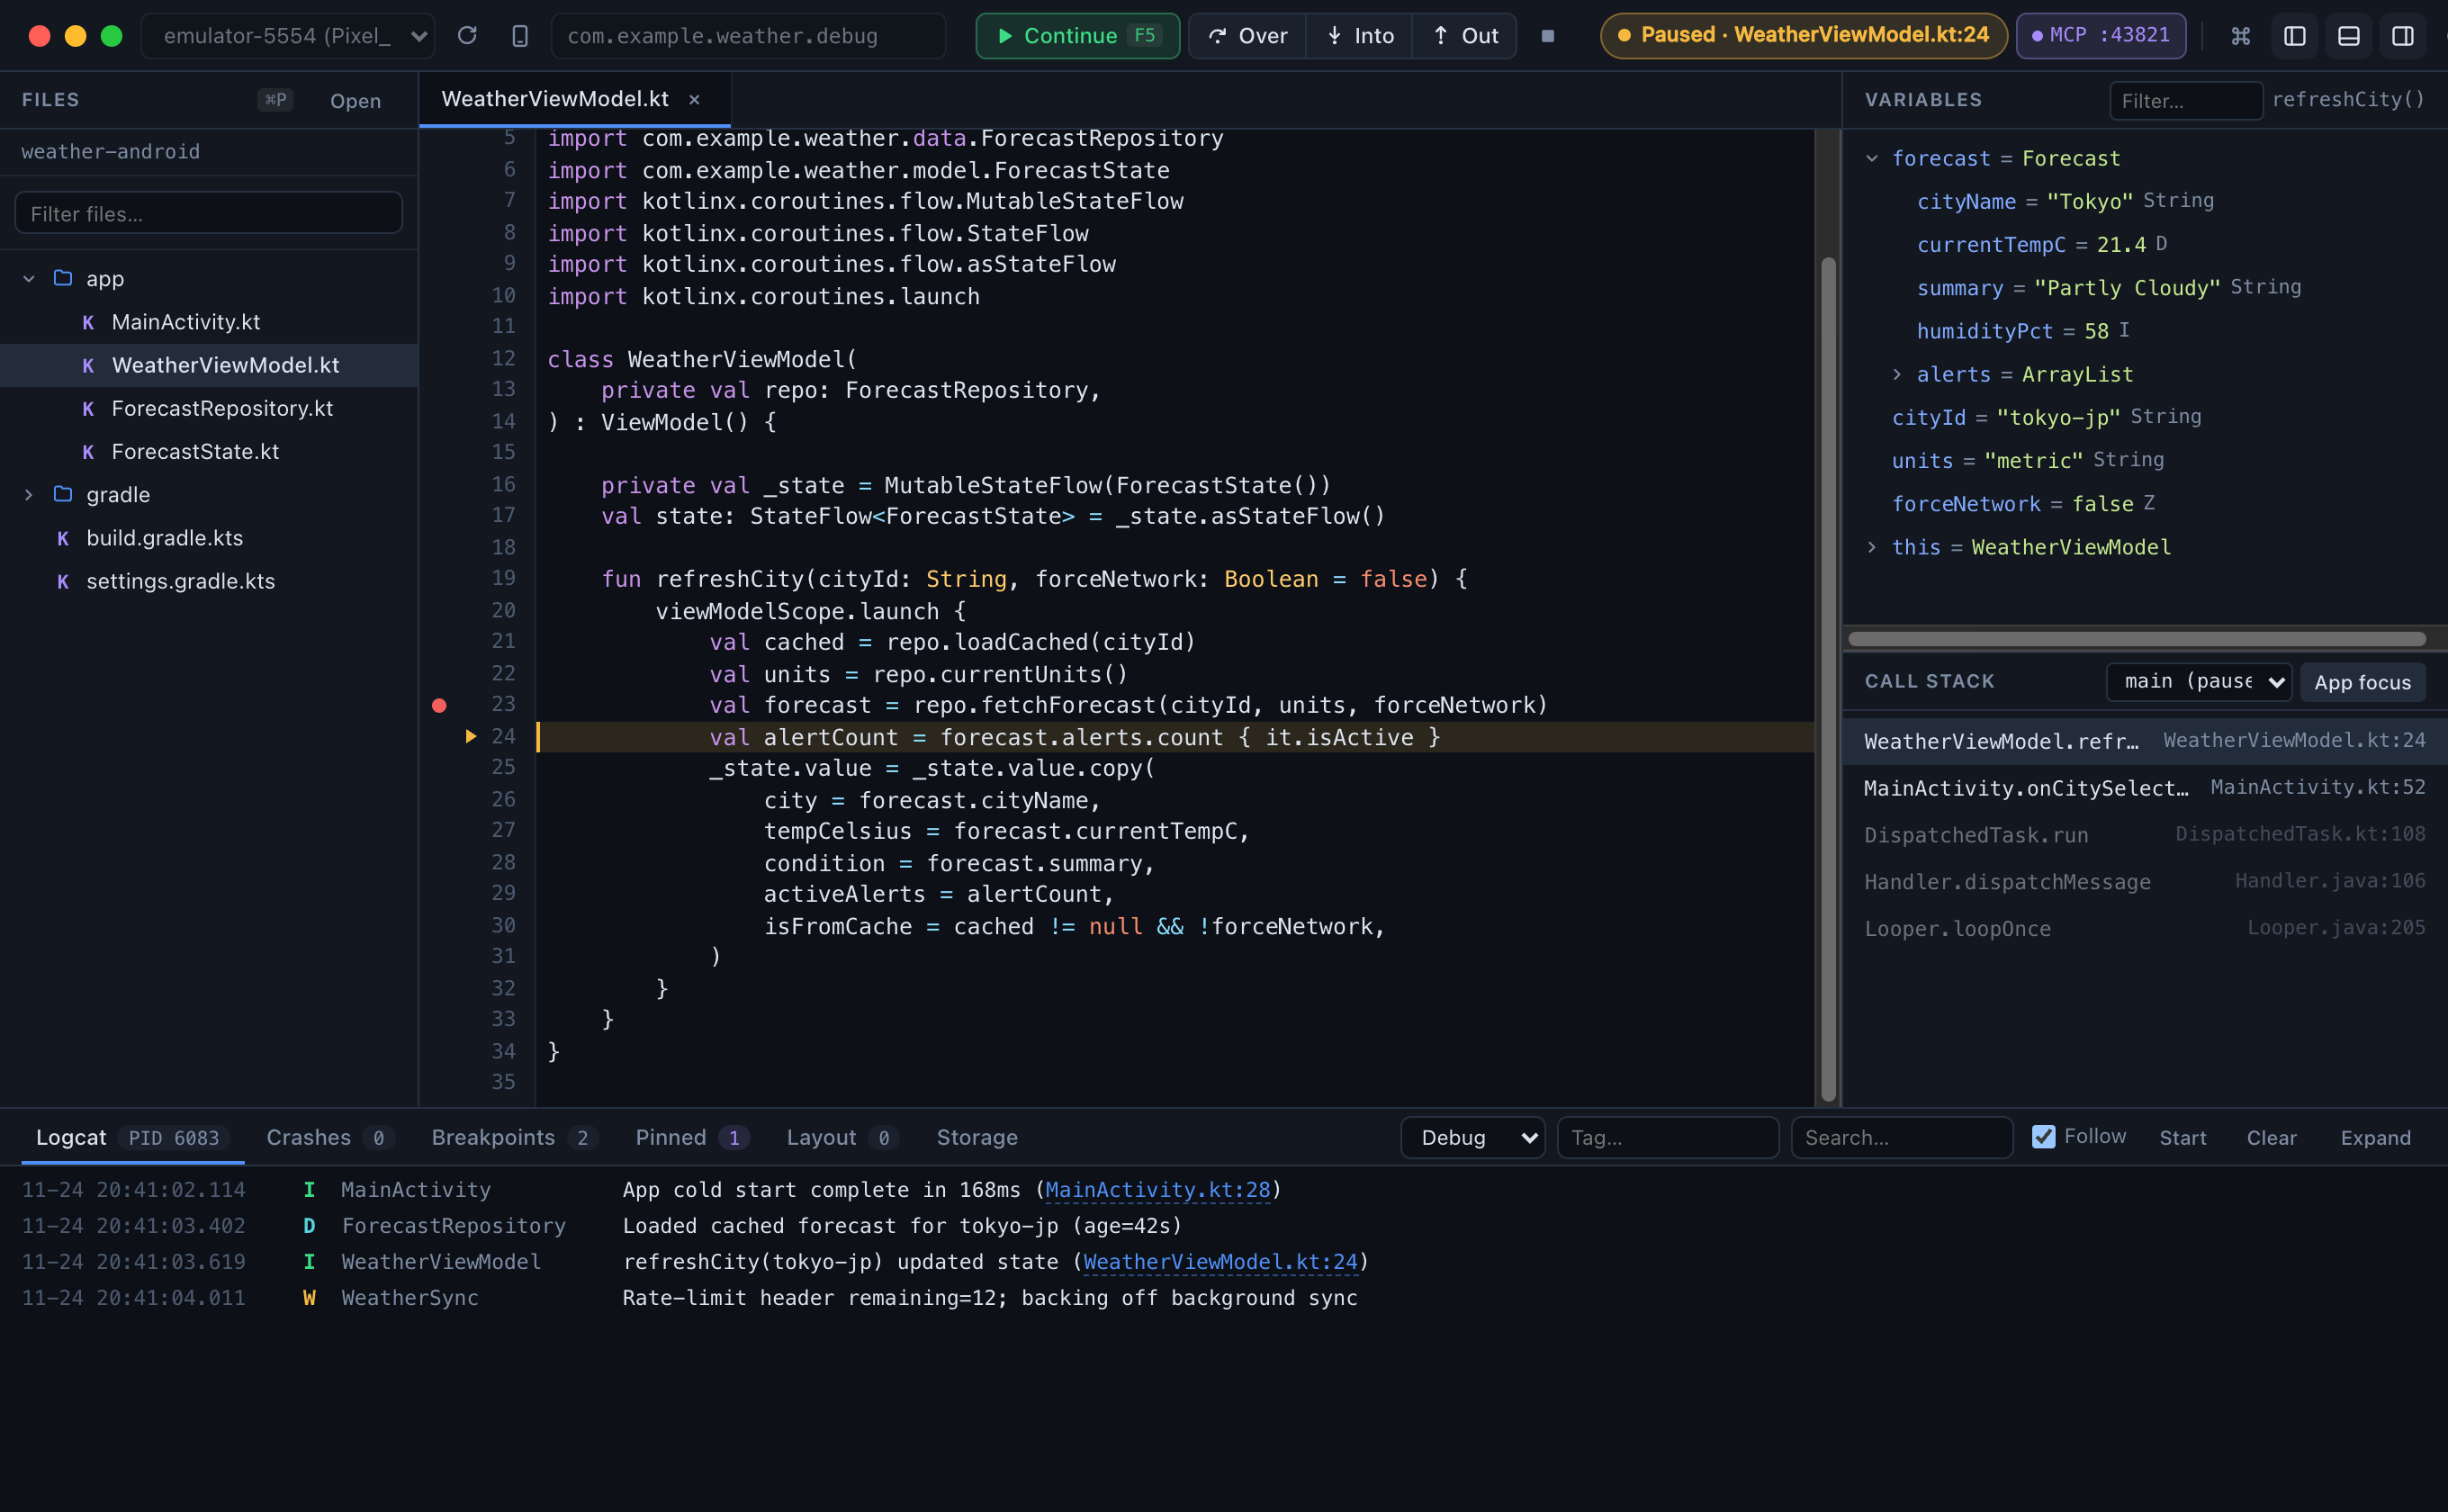 emulator-5554 (Pixel_
com.example.weather.debug
Continue F5
Over
Into
Out
Paused · WeatherViewModel.kt:24
MCP :43821
⌘
FILES ⌘P Open
weather-android
Filter files...
app
K MainActivity.kt
K WeatherViewModel.kt
K ForecastRepository.kt
K ForecastState.kt
gradle
K build.gradle.kts
K settings.gradle.kts
WeatherViewModel.kt ×
5 import com.example.weather.data.ForecastRepository
6 import com.example.weather.model.ForecastState
7 import kotlinx.coroutines.flow.MutableStateFlow
8 import kotlinx.coroutines.flow.StateFlow
9 import kotlinx.coroutines.flow.asStateFlow
10 import kotlinx.coroutines.launch
11
12 class WeatherViewModel(
13     private val repo: ForecastRepository,
14 ) : ViewModel() {
15
16     private val _state = MutableStateFlow(ForecastState())
17     val state: StateFlow<ForecastState> = _state.asStateFlow()
18
19     fun refreshCity(cityId: String, forceNetwork: Boolean = false) {
20         viewModelScope.launch {
21             val cached = repo.loadCached(cityId)
22             val units = repo.currentUnits()
23             val forecast = repo.fetchForecast(cityId, units, forceNetwork)
24             val alertCount = forecast.alerts.count { it.isActive }
25             _state.value = _state.value.copy(
26                 city = forecast.cityName,
27                 tempCelsius = forecast.currentTempC,
28                 condition = forecast.summary,
29                 activeAlerts = alertCount,
30                 isFromCache = cached != null && !forceNetwork,
31             )
32         }
33     }
34 }
35
VARIABLES Filter... refreshCity()
forecast = Forecast
cityName = "Tokyo" String
currentTempC = 21.4 D
summary = "Partly Cloudy" String
humidityPct = 58 I
alerts = ArrayList
cityId = "tokyo-jp" String
units = "metric" String
forceNetwork = false Z
this = WeatherViewModel
CALL STACK main (pause App focus
WeatherViewModel.refr… WeatherViewModel.kt:24
MainActivity.onCitySelect… MainActivity.kt:52
DispatchedTask.run DispatchedTask.kt:108
Handler.dispatchMessage Handler.java:106
Looper.loopOnce Looper.java:205
Logcat PID 6083 Crashes 0 Breakpoints 2 Pinned 1 Layout 0 Storage Debug Tag... Search... Follow Start Clear Expand
11-24 20:41:02.114 I MainActivity App cold start complete in 168ms (MainActivity.kt:28)
11-24 20:41:03.402 D ForecastRepository Loaded cached forecast for tokyo-jp (age=42s)
11-24 20:41:03.619 I WeatherViewModel refreshCity(tokyo-jp) updated state (WeatherViewModel.kt:24)
11-24 20:41:04.011 W WeatherSync Rate-limit header remaining=12; backing off background sync